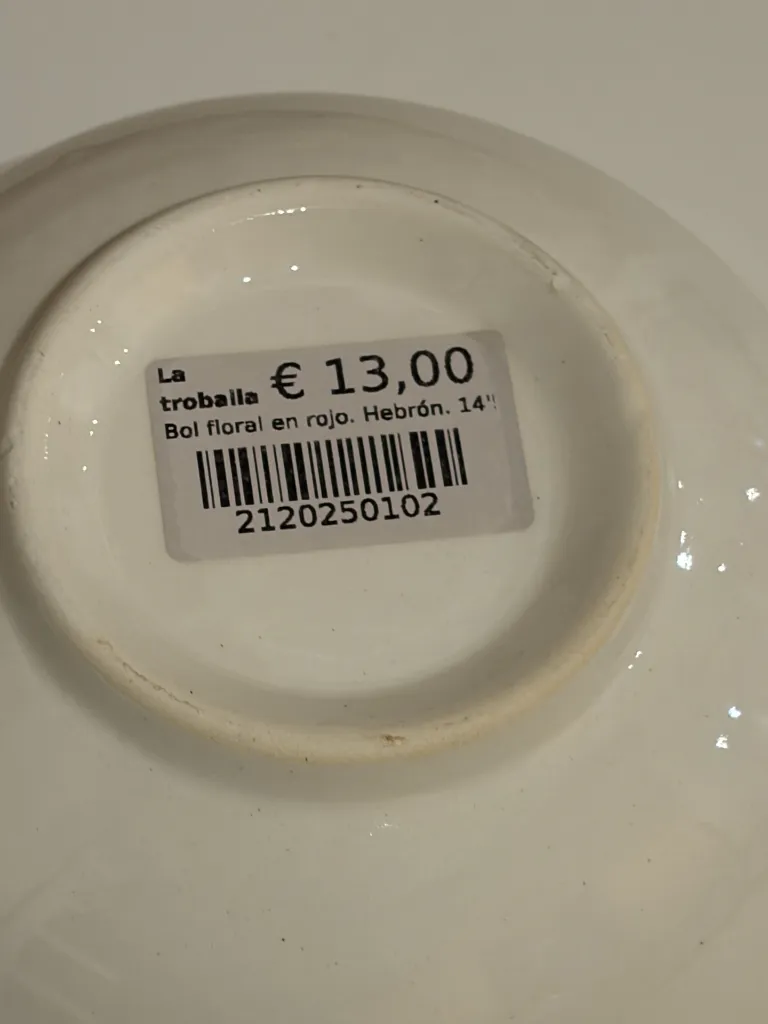 La
troballa
€ 13,00
Bol floral en rojo. Hebrón. 14"
2120250102